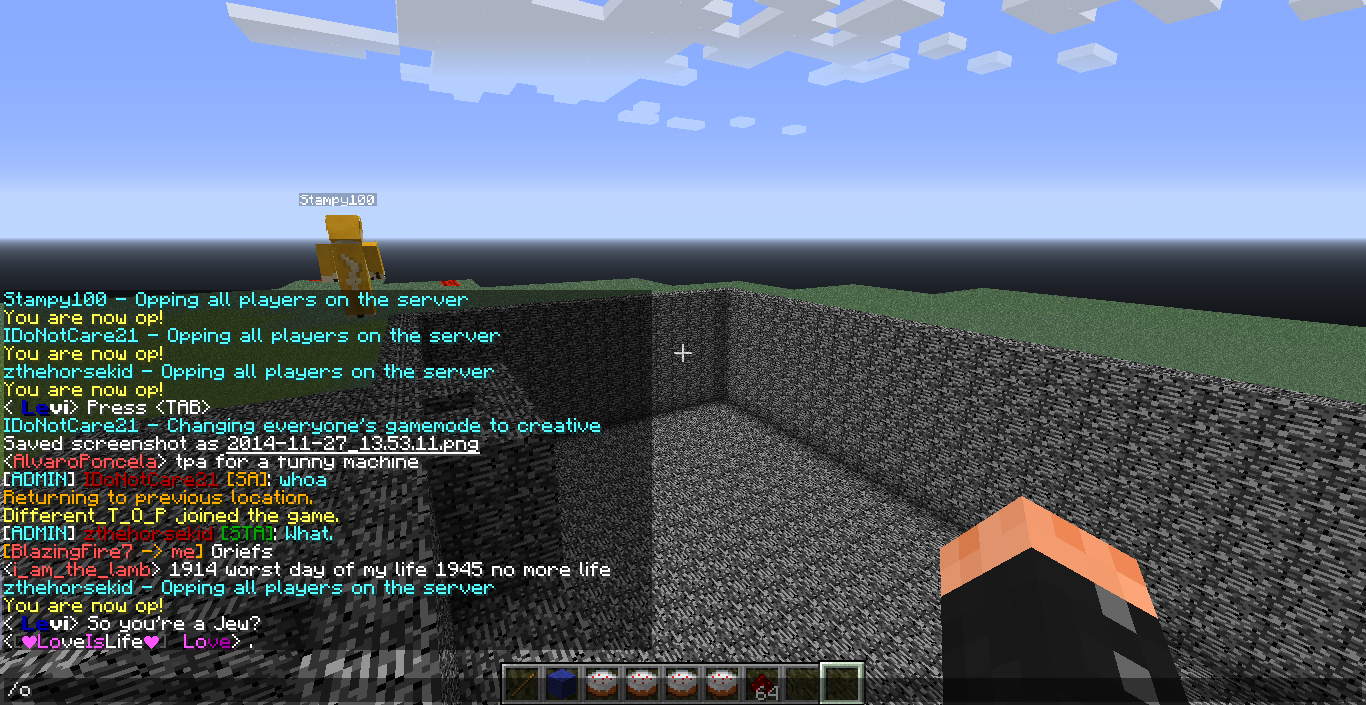 Stampy100
Stampy100 - Opping all players on the server
You are now op!
IDoNotCare21 - Opping all players on the server
You are now op!
zthehorsekid - Opping all players on the server
You are now op!
< Levi> Press <TAB>
IDoNotCare21 - Changing everyone's gamemode to creative
Saved screenshot as 2014-11-27_13.53.11.png
<AlvaroPoncela> tpa for a funny machine
[ADMIN] IDoNotCare21 [SA]: whoa
Returning to previous location.
Different_T_O_P joined the game.
[ADMIN] zthehorsekid [STA]: What.
[BlazingFire7 -> me] Griefs
<i_am_the_lamb> 1914 worst day of my life 1945 no more life
zthehorsekid - Opping all players on the server
You are now op!
< Levi> So you're a Jew?
< ♥LoveIsLife♥ Love> .
/o
64